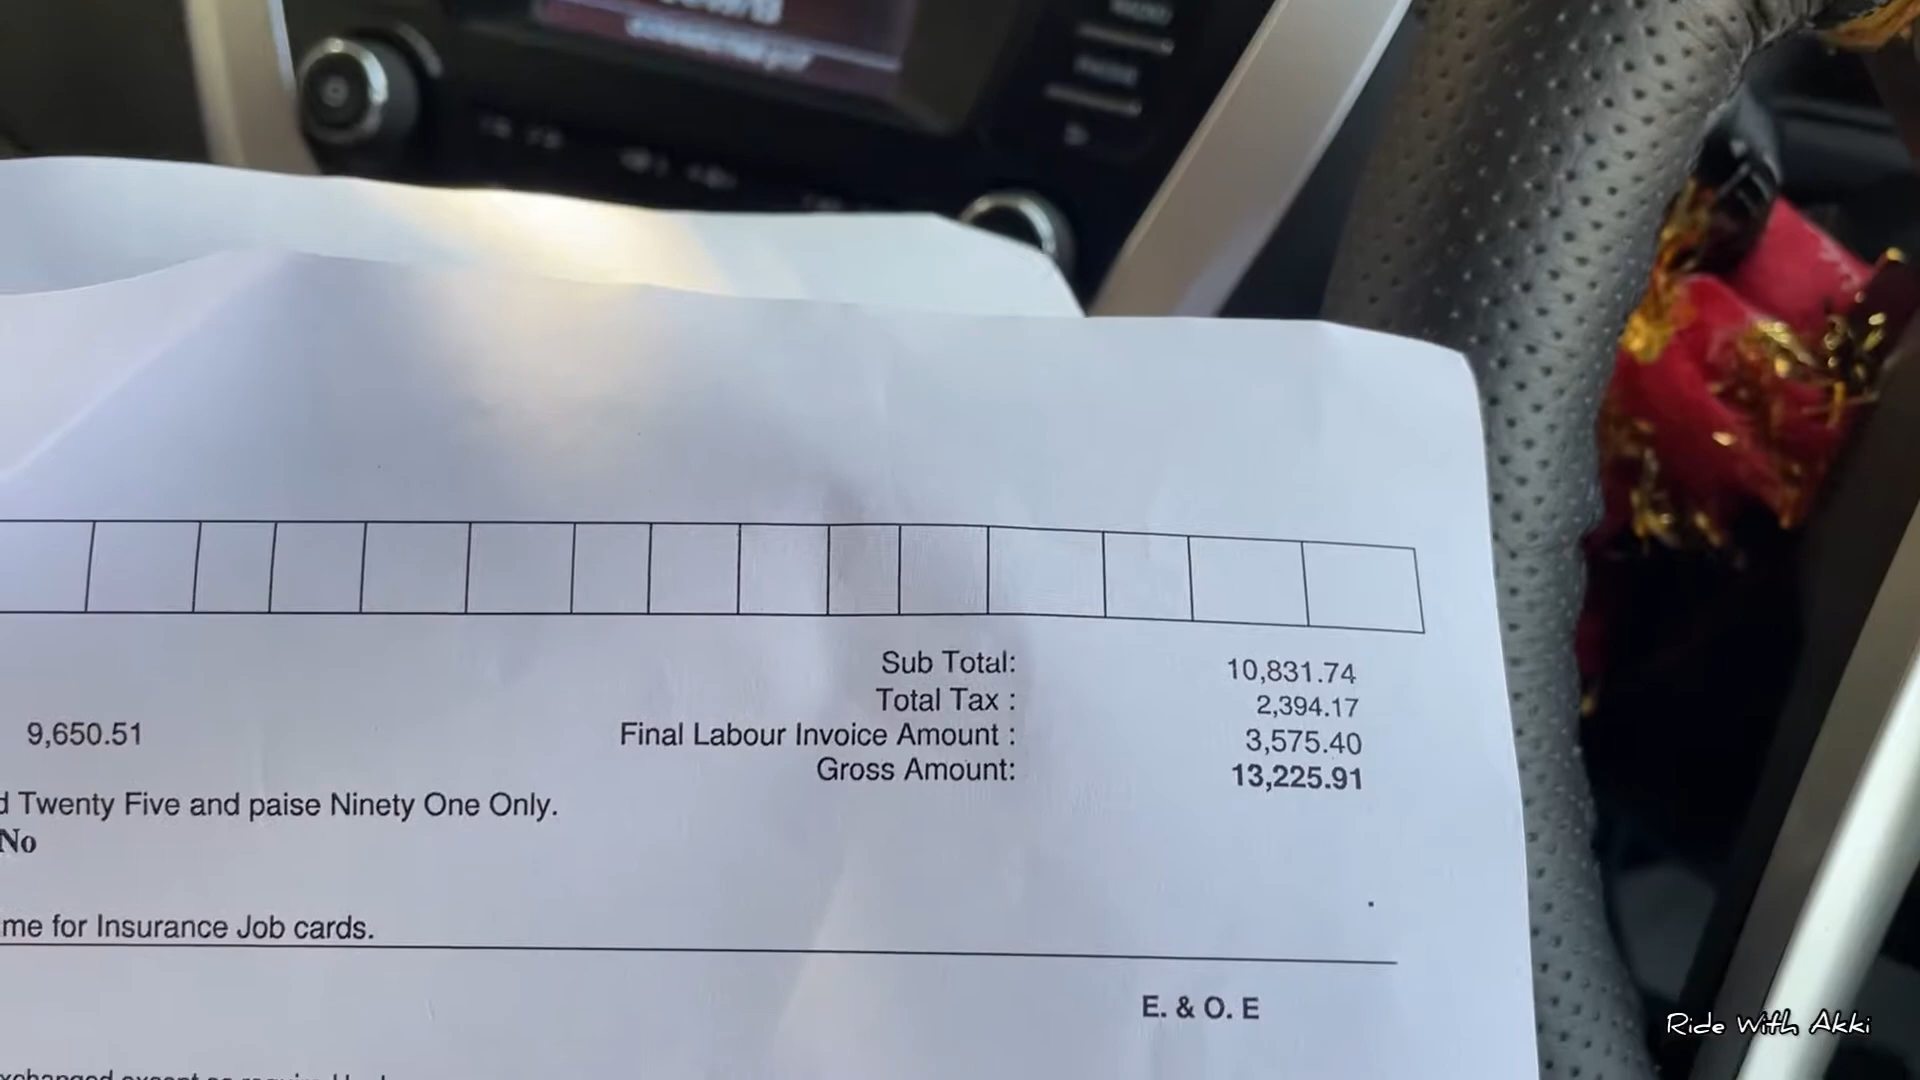 Sub Total: 10,831.74
Total Tax : 2,394.17
9,650.51 Final Labour Invoice Amount : 3,575.40
Gross Amount: 13,225.91
Twenty Five and paise Ninety One Only.
No
me for Insurance Job cards.
E. & O. E
Ride With Akki